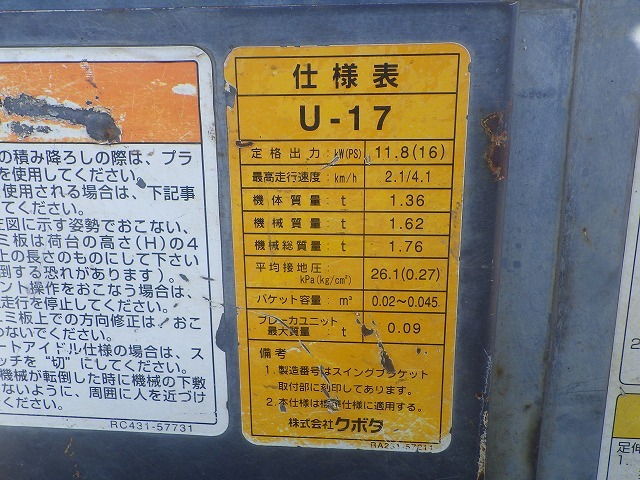 の積み降ろしの際は、プラ
を使用してください。
使用される場合は、下記事
てください。
左図に示す姿勢でおこない、
ミ板は荷台の高さ(H)の4
上の長さのものにして下さい
倒する恐れがあります)。
ント操作をおこなう場合は、
走行を停止してください。
ミ板上での方向修正は、おこ
わないでください。
ートアイドル仕様の場合は、ス
ッチを“切”にしてください。
機械が転倒した時に機械の下敷
ないように、周囲に人を近づけ
ください。
RC431-57731
仕様表
U-17
定格出力: kW(PS) 11.8(16)
最高走行速度: km/h 2.1/4.1
機体質量: t 1.36
機械質量: t 1.62
機械総質量: t 1.76
平均接地圧: kPa(kg/cm²) 26.1(0.27)
バケット容量: m³ 0.02～0.045
ブレーカユニット
最大質量: t 0.09
備考
1. 製造番号はスイングブラケット
取付部に刻印してあります。
2. 本仕様は標準仕様に適用する。
株式会社クボタ
足伸
1.